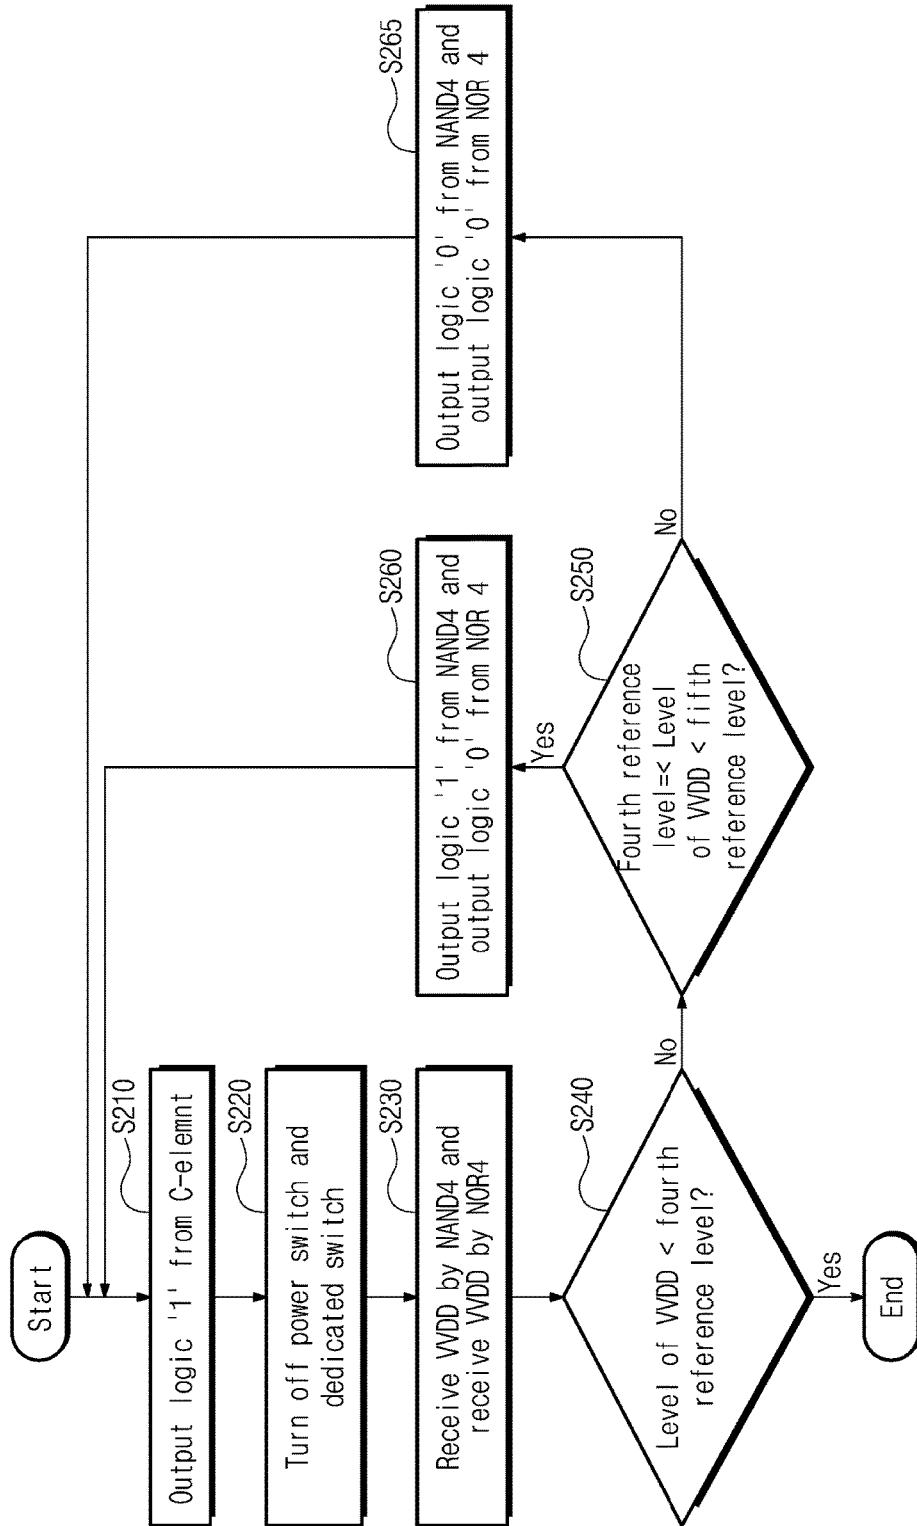 Start
S210
Output logic '1' from C-elemnt
S220
Turn off power switch and
dedicated switch
S230
Receive VVDD by NAND4 and
receive VVDD by NOR4
S240
Level of VVDD < fourth
reference level?
Yes
End
No
S250
Fourth reference
level=< Level
of VVDD < fifth
reference level?
Yes
No
S260
Output logic '1' from NAND4 and
output logic '0' from NOR 4
S265
Output logic '0' from NAND4 and
output logic '0' from NOR 4